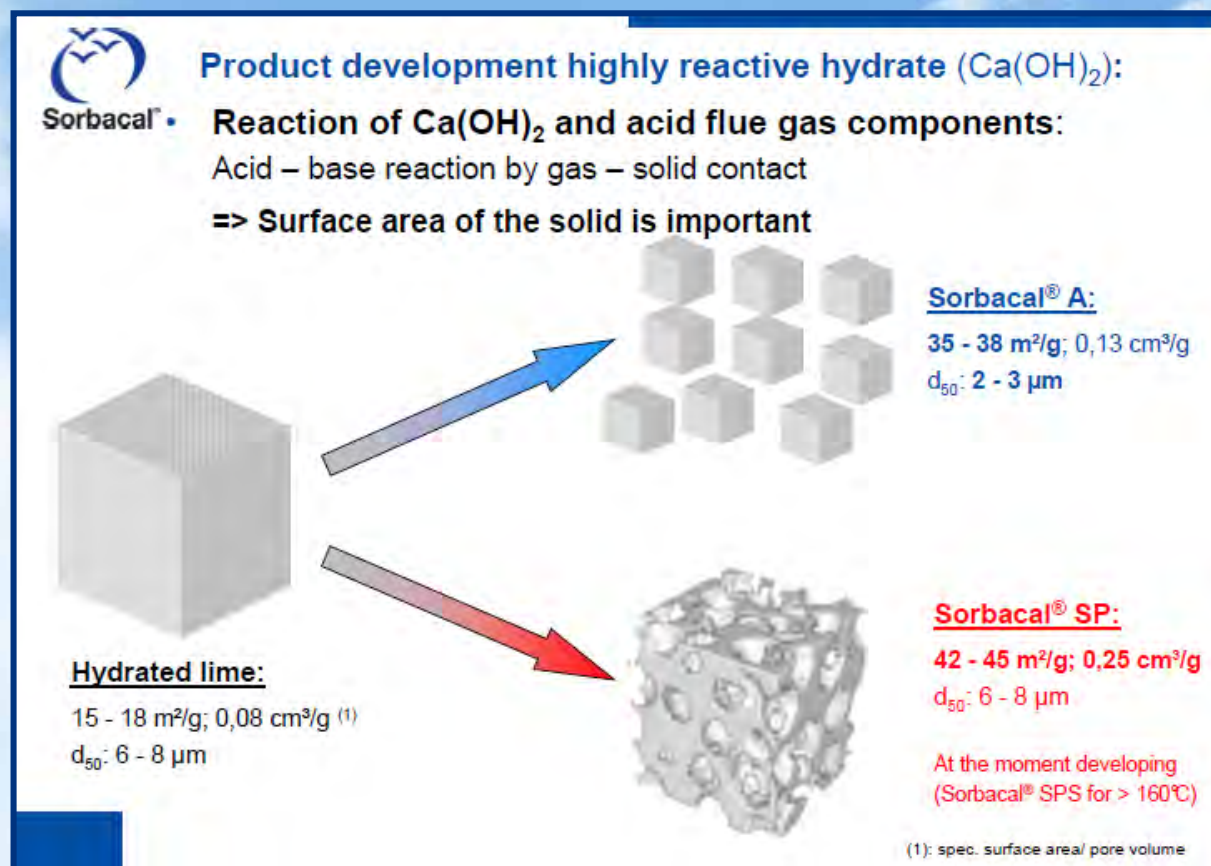 Product development highly reactive hydrate (Ca(OH)₂):
Sorbacal™
Reaction of Ca(OH)₂ and acid flue gas components:
Acid – base reaction by gas – solid contact
=> Surface area of the solid is important
Sorbacal® A:
35 - 38 m²/g; 0,13 cm³/g
d₅₀: 2 - 3 µm
Hydrated lime:
15 - 18 m²/g; 0,08 cm³/g ⁽¹⁾
d₅₀: 6 - 8 µm
Sorbacal® SP:
42 - 45 m²/g; 0,25 cm³/g
d₅₀: 6 - 8 µm
At the moment developing
(Sorbacal® SPS for > 160℃)
(1): spec. surface area/ pore volume